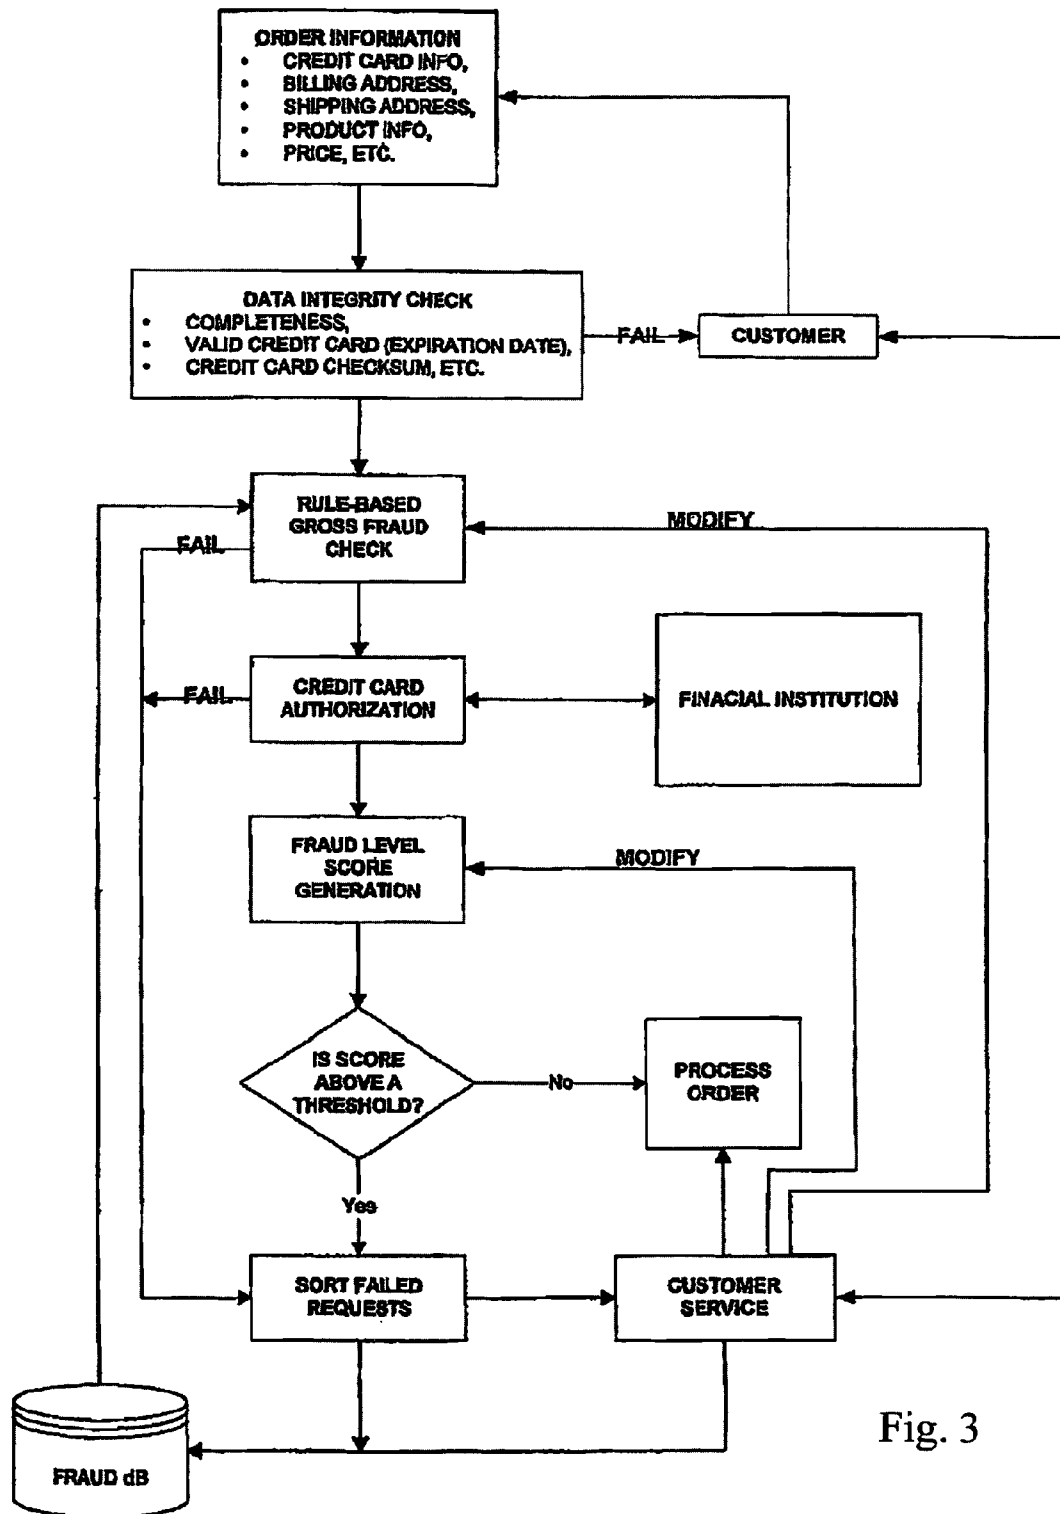 ORDER INFORMATION
• CREDIT CARD INFO,
• BILLING ADDRESS,
• SHIPPING ADDRESS,
• PRODUCT INFO,
• PRICE, ETC.
DATA INTEGRITY CHECK
• COMPLETENESS,
• VALID CREDIT CARD (EXPIRATION DATE),
• CREDIT CARD CHECKSUM, ETC.
FAIL
CUSTOMER
RULE-BASED
GROSS FRAUD
CHECK
MODIFY
FAIL
CREDIT CARD
AUTHORIZATION
FAIL
FINACIAL INSTITUTION
FRAUD LEVEL
SCORE
GENERATION
MODIFY
IS SCORE
ABOVE A
THRESHOLD?
No
PROCESS
ORDER
Yes
SORT FAILED
REQUESTS
CUSTOMER
SERVICE
FRAUD dB
Fig. 3